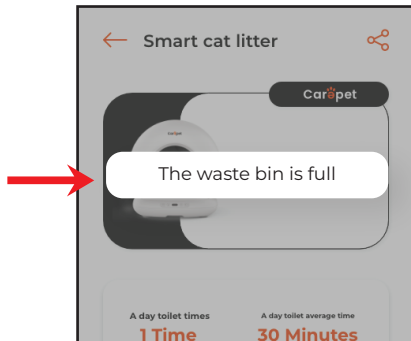 Smart cat litter
Carepet
carepet
The waste bin is full
A day toilet times
A day toilet average time
1 Time
30 Minutes